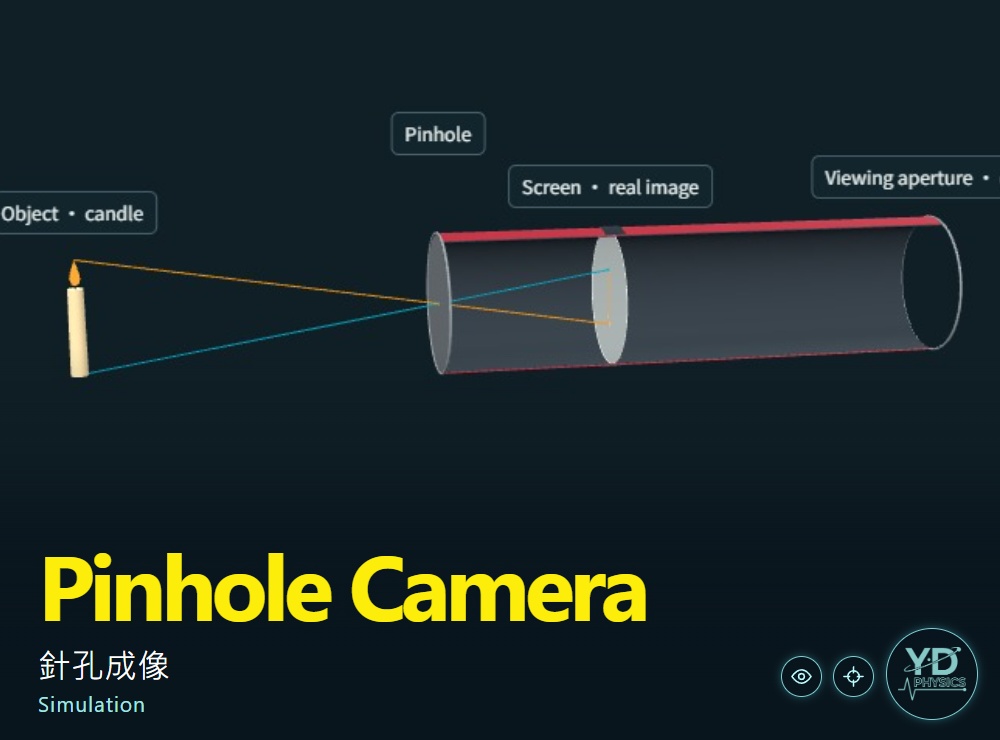 Pinhole
Screen • real image
Viewing aperture •
Object • candle
Pinhole Camera
針孔成像
Simulation
YD
PHYSICS